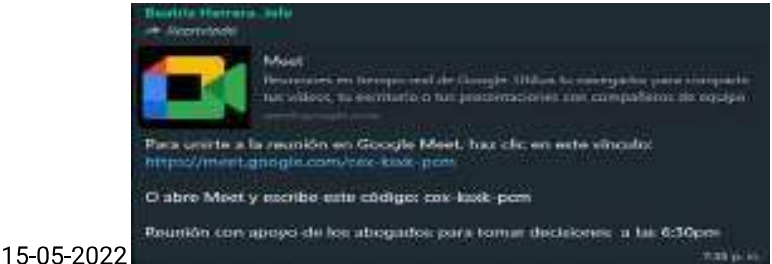 Beatriz Herrera. Jefe
Reenviado
Meet
Reuniones en tiempo real de Google. Utiliza tu navegador para compartir
tus vídeos, tu escritorio o tus presentaciones con compañeros de equipo
Para unirte a la reunión en Google Meet, haz clic en este vínculo:
https://meet.google.com/cex-kixk-pcm
O abre Meet y escribe este código: cex-kixk-pcm
Reunión con apoyo de los abogados para tomar decisiones a las 6:30pm
15-05-2022